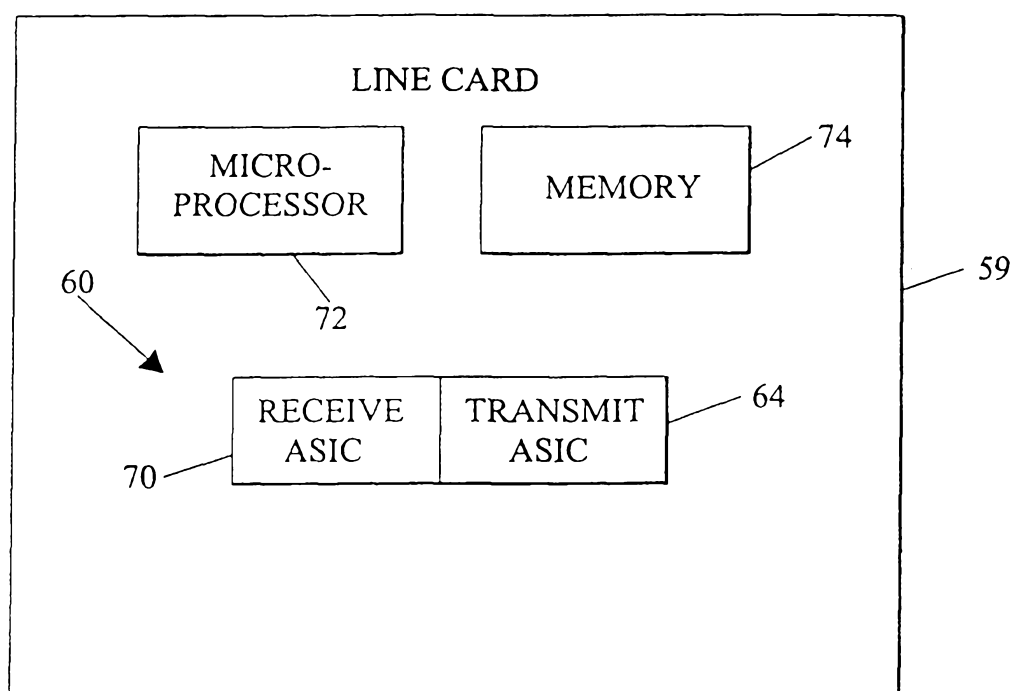 LINE CARD
MICRO-
PROCESSOR
MEMORY
74
59
60
72
RECEIVE
ASIC
TRANSMIT
ASIC
64
70